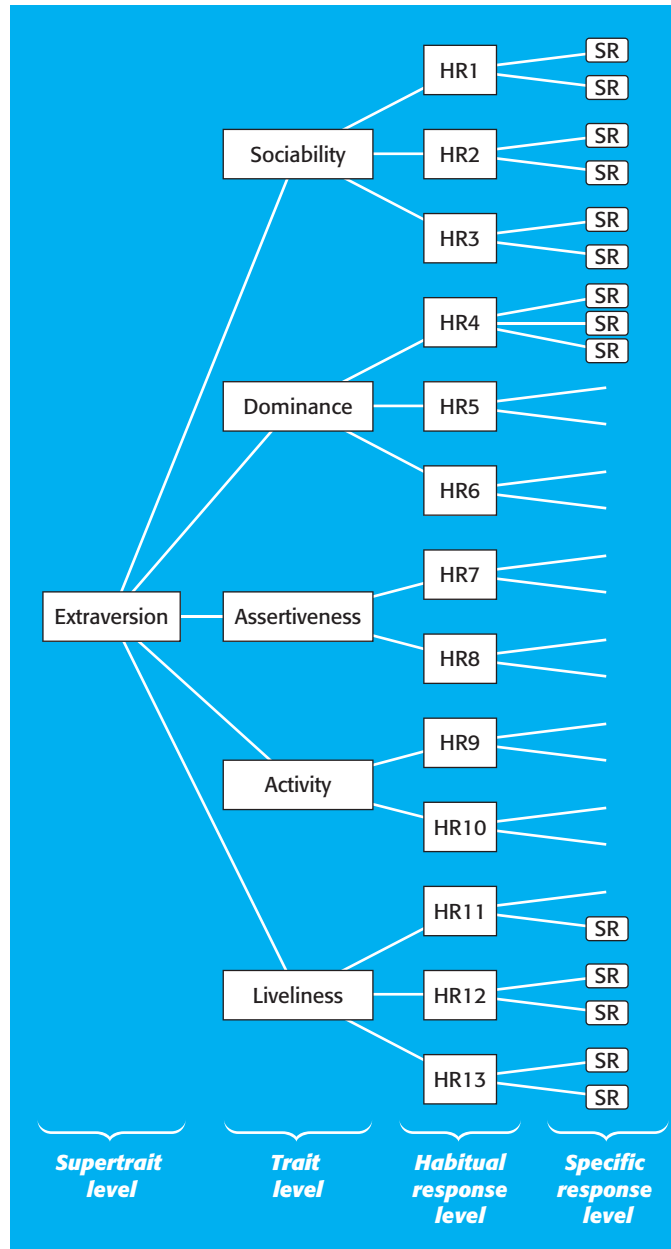 HR1
SR
SR
Sociability
HR2
SR
SR
HR3
SR
SR
HR4
SR
SR
SR
Dominance
HR5
HR6
HR7
Extraversion
Assertiveness
HR8
HR9
Activity
HR10
HR11
SR
Liveliness
HR12
SR
SR
HR13
SR
SR
Supertrait
level
Trait
level
Habitual
response
level
Specific
response
level